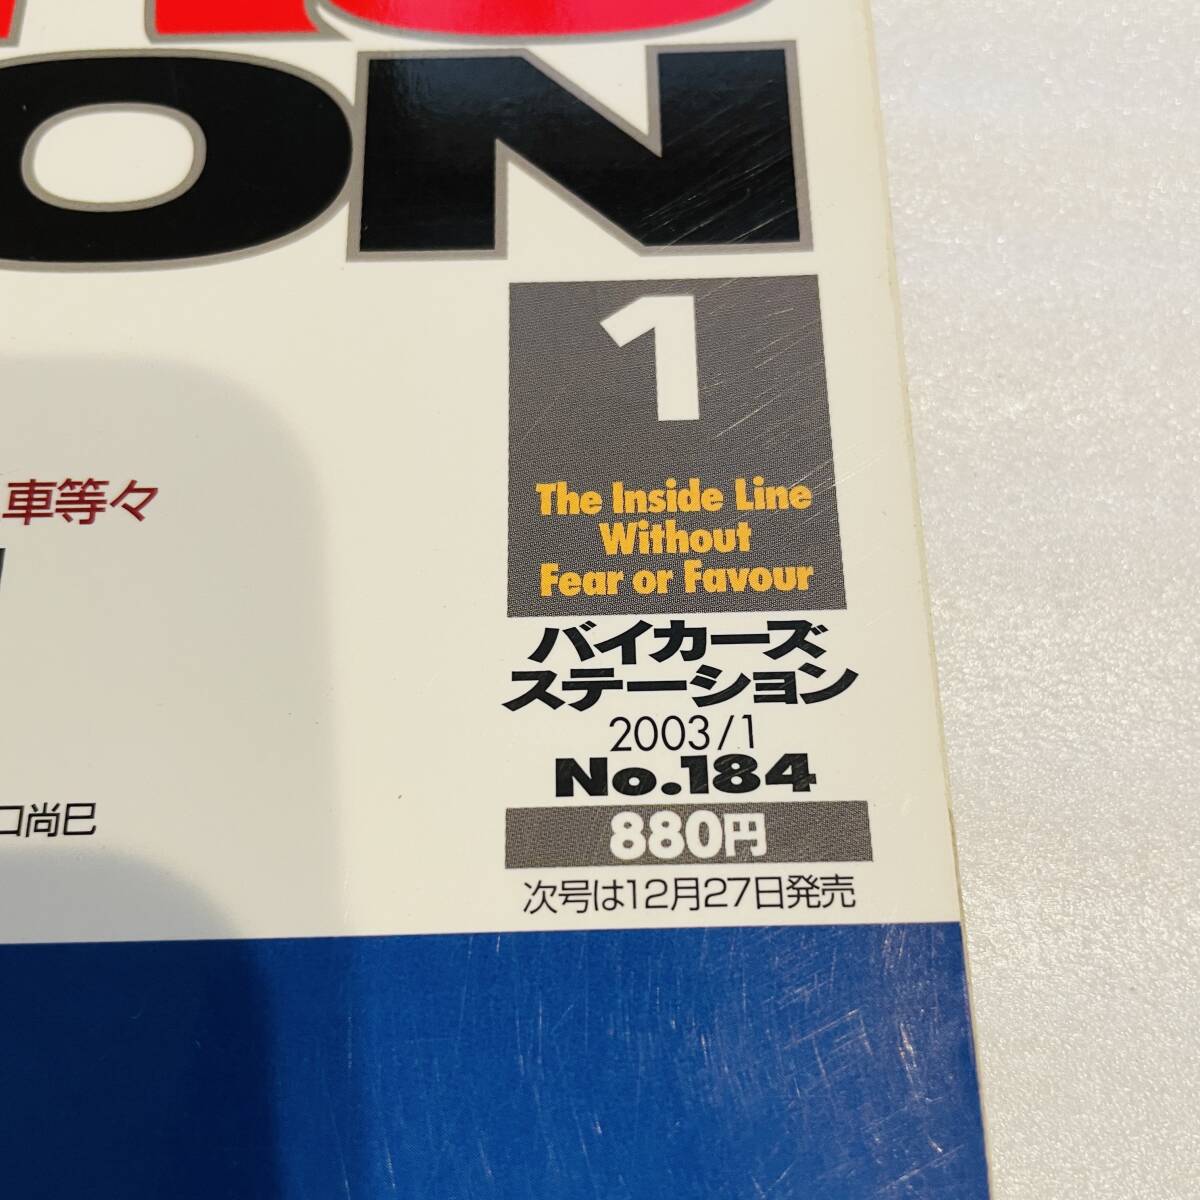 ON
1
The Inside Line
Without
Fear or Favour
車等々
バイカーズ
ステーション
2003/1
No.184
口尚巳
880円
次号は12月27日発売